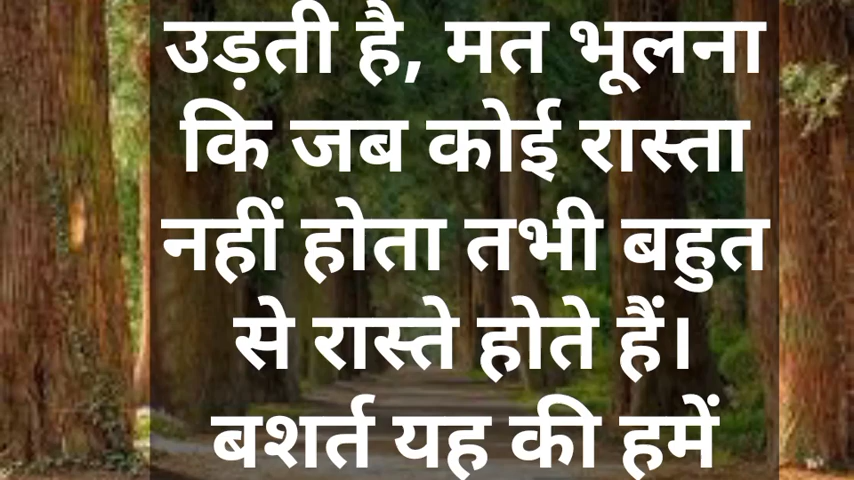 उड़ती है, मत भूलना
कि जब कोई रास्ता
नहीं होता तभी बहुत
से रास्ते होते हैं।
बशर्त यह की हमें